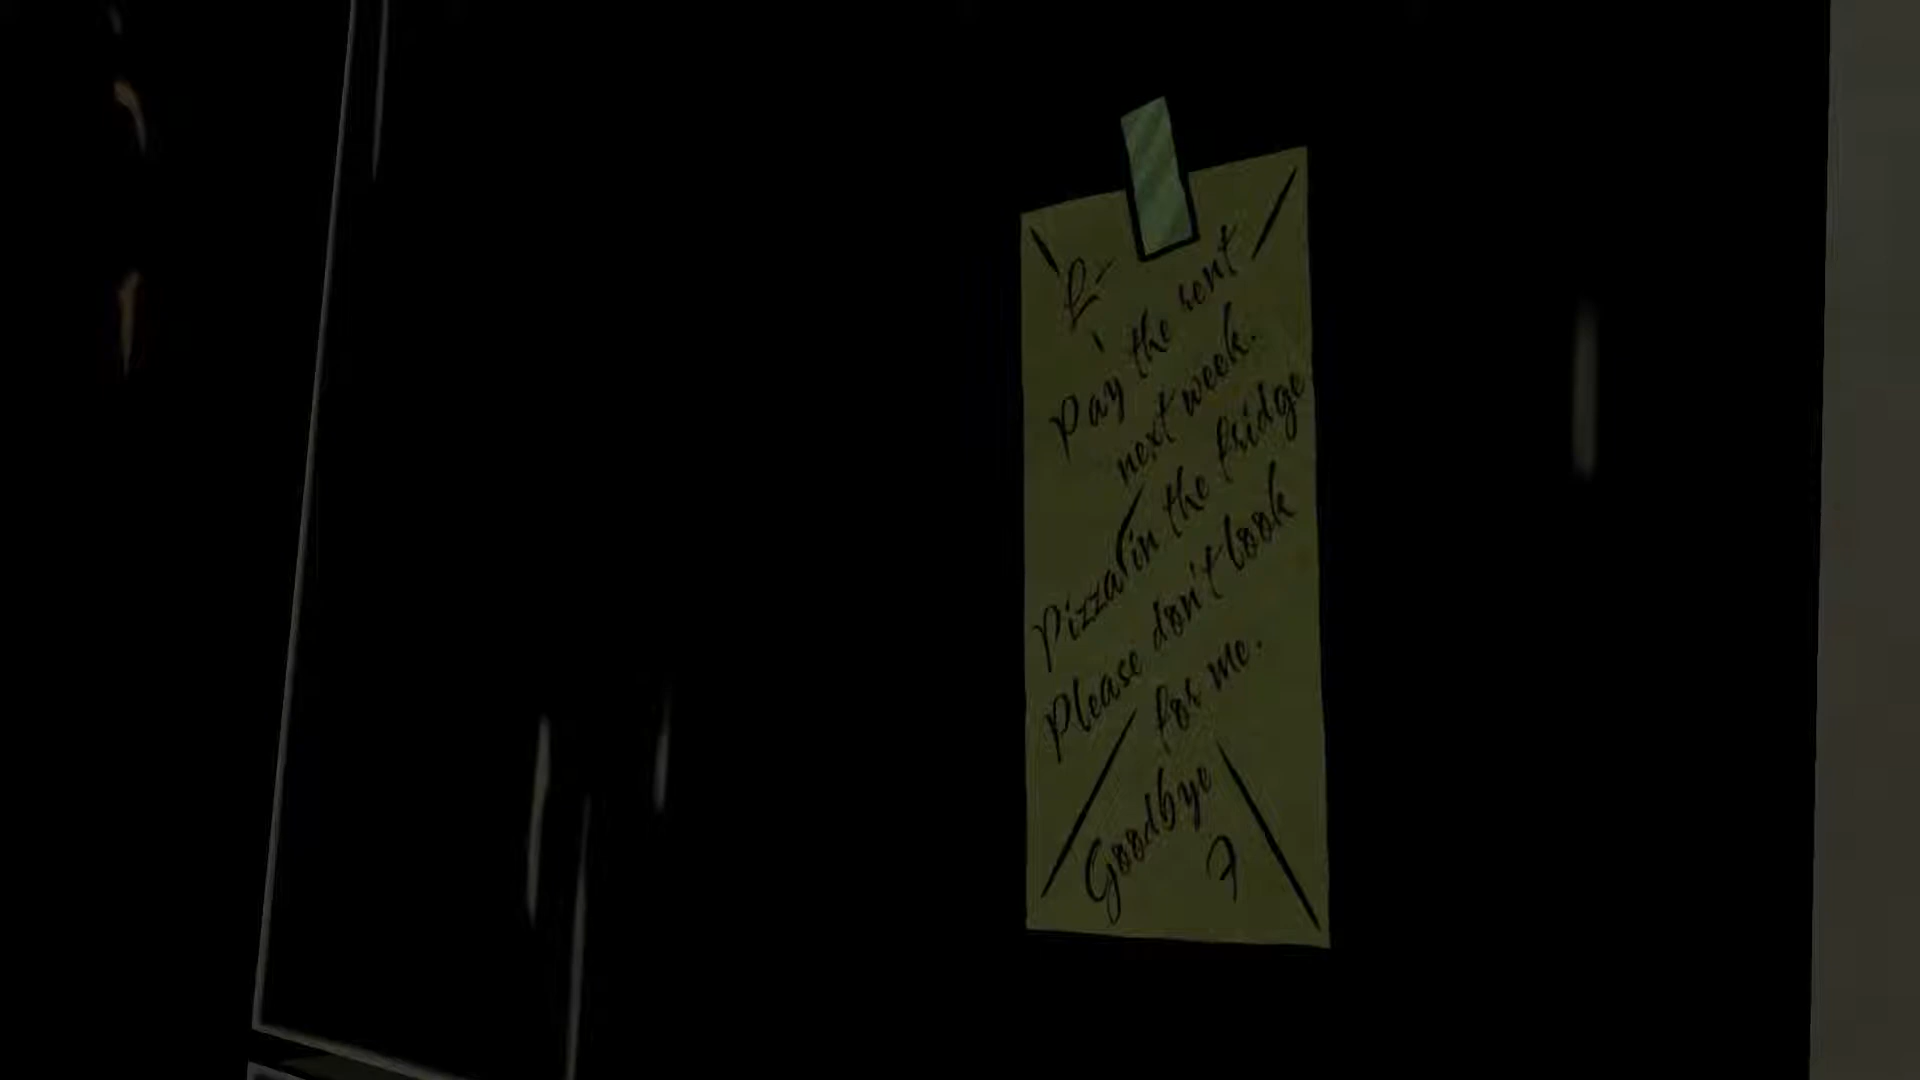 R-
Pay the rent
next week.
Pizza in the fridge
Please don't look
for me.
Goodbye
F